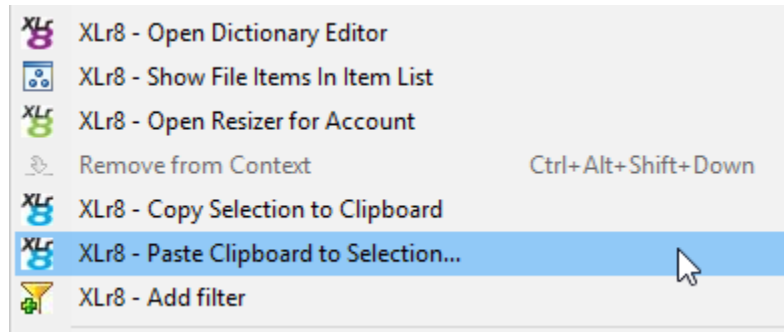 XLr8 - Open Dictionary Editor
XLr8 - Show File Items In Item List
XLr8 - Open Resizer for Account
Remove from Context Ctrl+Alt+Shift+Down
XLr8 - Copy Selection to Clipboard
XLr8 - Paste Clipboard to Selection...
XLr8 - Add filter